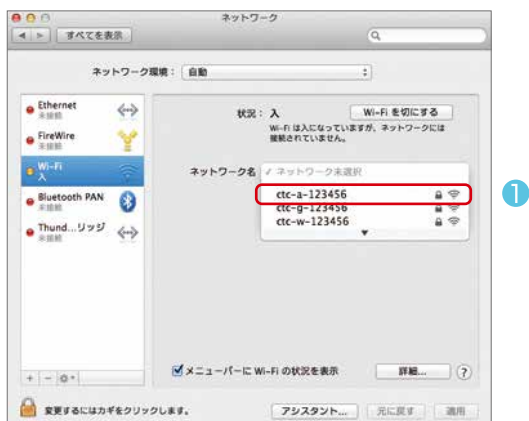 ネットワーク
すべてを表示
ネットワーク環境： 自動
Ethernet
未接続
FireWire
未接続
Wi-Fi
入
Bluetooth PAN
未接続
Thund...リッジ
未接続
状況： 入
Wi-Fi を切にする
Wi-Fi は入になっていますが、ネットワークには
接続されていません。
ネットワーク名
✓ ネットワーク未選択
ctc-a-123456
ctc-g-123456
ctc-w-123456
1
メニューバーに Wi-Fi の状況を表示
詳細...
?
変更するにはカギをクリックします。
アシスタント...
元に戻す
適用